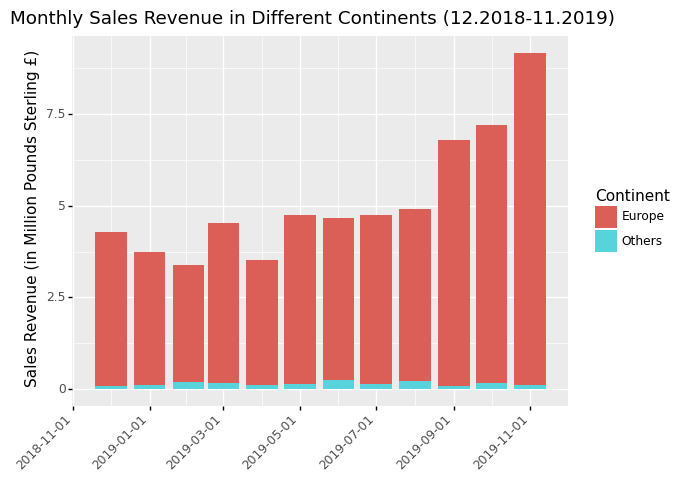 Monthly Sales Revenue in Different Continents (12.2018-11.2019)
Sales Revenue (in Million Pounds Sterling £)
7.5
5
2.5
0
2018-11-01
2019-01-01
2019-03-01
2019-05-01
2019-07-01
2019-09-01
2019-11-01
Continent
Europe
Others